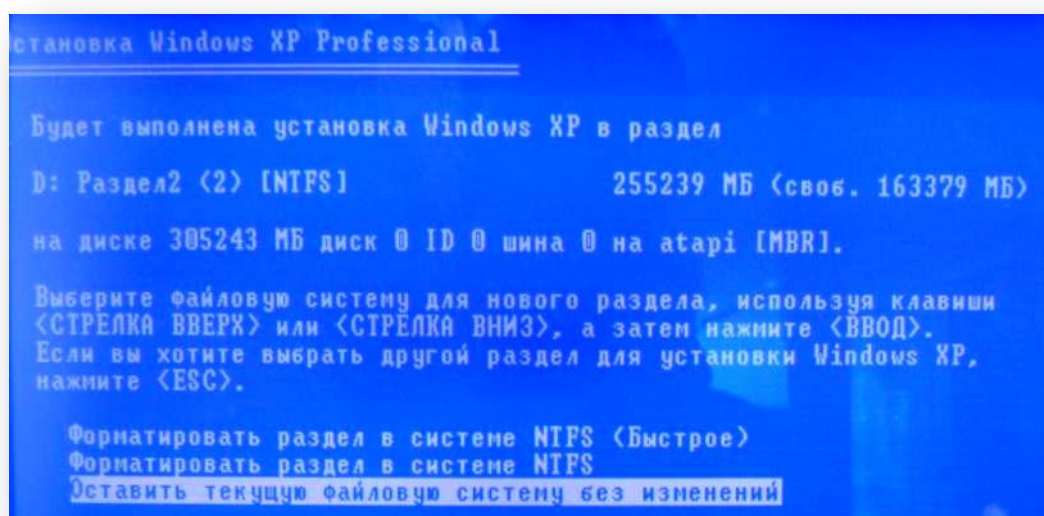 становка Windows XP Professional
Будет выполнена установка Windows XP в раздел
D: Раздел2 (2) [NTFS] 255239 МБ (своб. 163379 МБ)
на диске 305243 МБ диск 0 ID 0 шина 0 на atapi [MBR].
Выберите файловую систему для нового раздела, используя клавиши
<СТРЕЛКА ВВЕРХ> или <СТРЕЛКА ВНИЗ>, а затем нажмите <ВВОД>.
Если вы хотите выбрать другой раздел для установки Windows XP,
нажмите <ESC>.
Форматировать раздел в системе NTFS <Быстрое>
Форматировать раздел в системе NTFS
Оставить текущую файловую систему без изменений